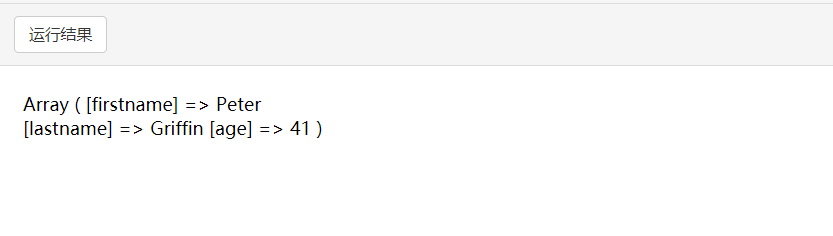 运行结果
Array ( [firstname] => Peter
[lastname] => Griffin [age] => 41 )